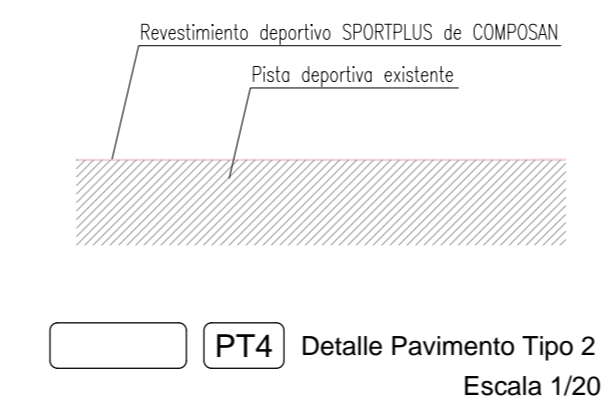 Revestimiento deportivo SPORTPLUS de COMPOSAN
Pista deportiva existente
PT4 Detalle Pavimento Tipo 2
Escala 1/20